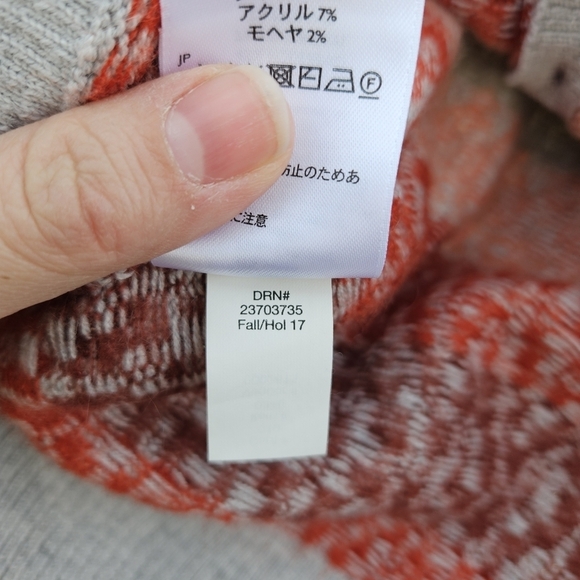 アクリル 7%
モヘヤ 2%
JP
F
防止のためあ
に注意
DRN#
23703735
Fall/Hol 17